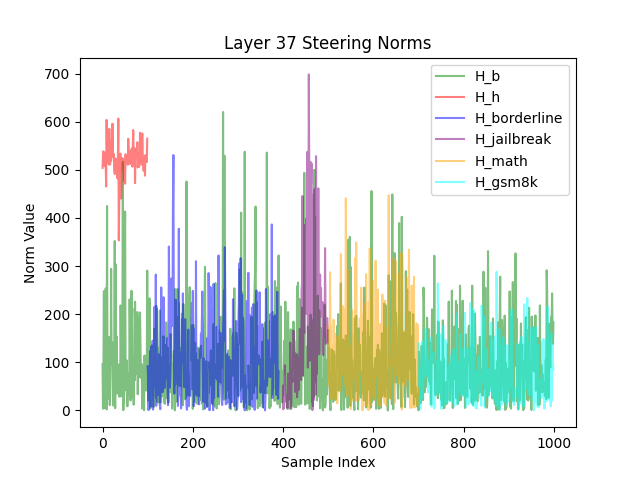 Layer 37 Steering Norms
Norm Value
700
600
500
400
300
200
100
0
H_b
H_h
H_borderline
H_jailbreak
H_math
H_gsm8k
0 200 400 600 800 1000
Sample Index